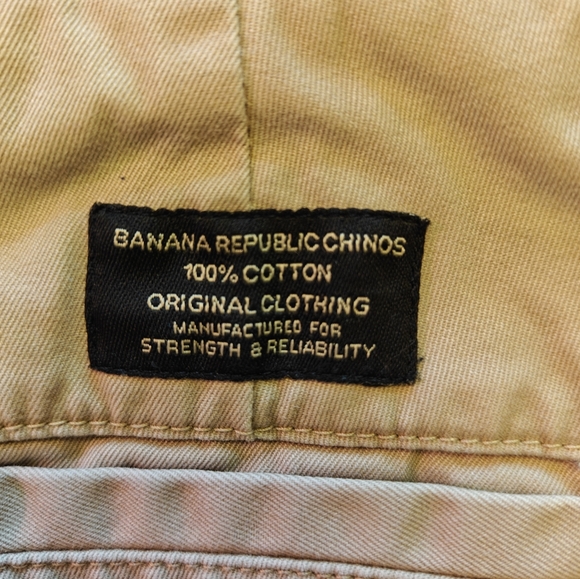 BANANA REPUBLIC CHINOS
100% COTTON
ORIGINAL CLOTHING
MANUFACTURED FOR
STRENGTH & RELIABILITY